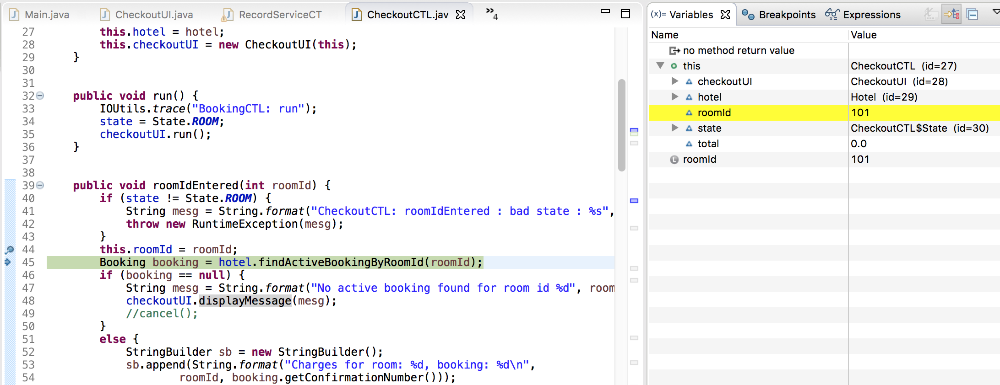 Main.java
CheckoutUI.java
RecordServiceCT
CheckoutCTL.jav
»4
27 this.hotel = hotel;
28 this.checkoutUI = new CheckoutUI(this);
29 }
30
31
32 public void run() {
33 IOUtils.trace("BookingCTL: run");
34 state = State.ROOM;
35 checkoutUI.run();
36 }
37
38
39 public void roomIdEntered(int roomId) {
40 if (state != State.ROOM) {
41 String mesg = String.format("CheckoutCTL: roomIdEntered : bad state : %s",
42 throw new RuntimeException(mesg);
43 }
44 this.roomId = roomId;
45 Booking booking = hotel.findActiveBookingByRoomId(roomId);
46 if (booking == null) {
47 String mesg = String.format("No active booking found for room id %d", room
48 checkoutUI.displayMessage(mesg);
49 //cancel();
50 }
51 else {
52 StringBuilder sb = new StringBuilder();
53 sb.append(String.format("Charges for room: %d, booking: %d\n",
54 roomId, booking.getConfirmationNumber()));
(x)= Variables
Breakpoints
Expressions
Name Value
no method return value
this CheckoutCTL (id=27)
checkoutUI CheckoutUI (id=28)
hotel Hotel (id=29)
roomId 101
state CheckoutCTL$State (id=30)
total 0.0
L roomId 101